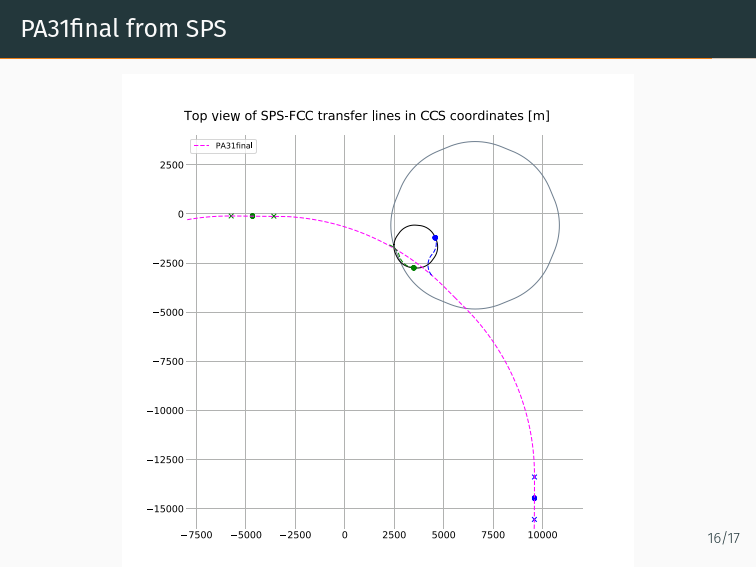 PA31final from SPS
Top view of SPS-FCC transfer lines in CCS coordinates [m]
PA31final
2500
0
−2500
−5000
−7500
−10000
−12500
−15000
−7500 −5000 −2500 0 2500 5000 7500 10000
16/17